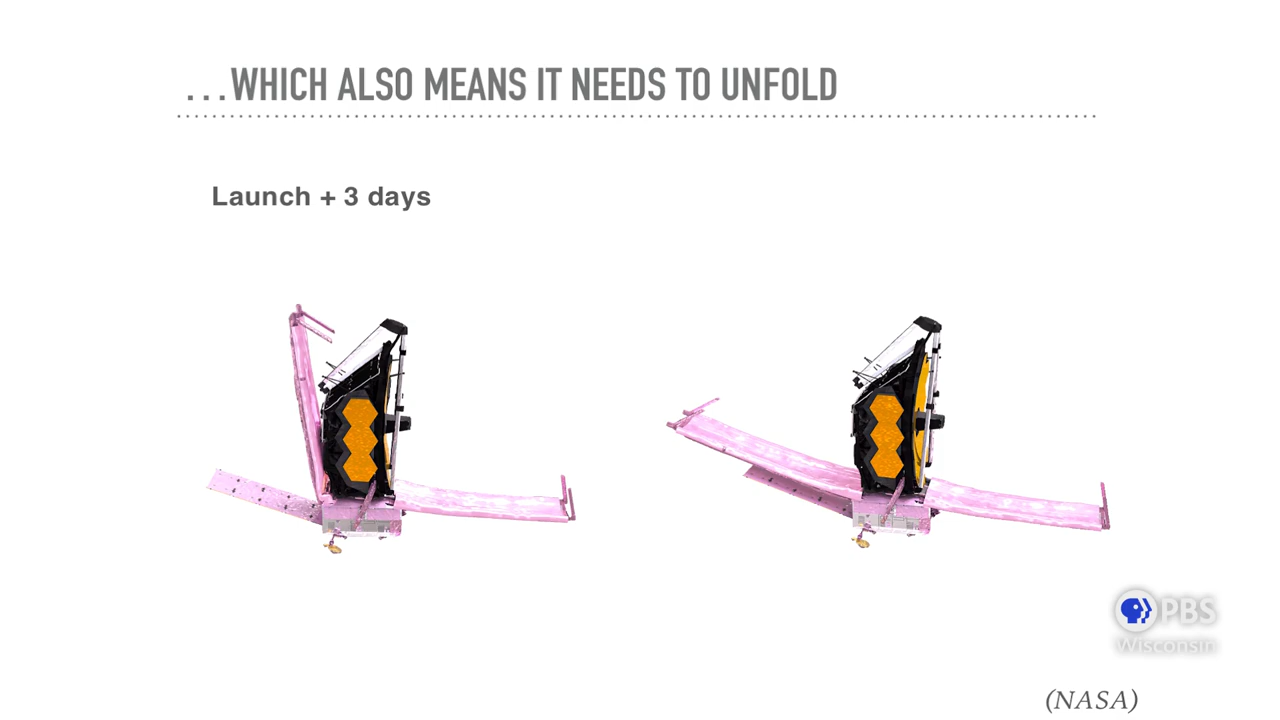 ...WHICH ALSO MEANS IT NEEDS TO UNFOLD
Launch + 3 days
PBS
Wisconsin
(NASA)